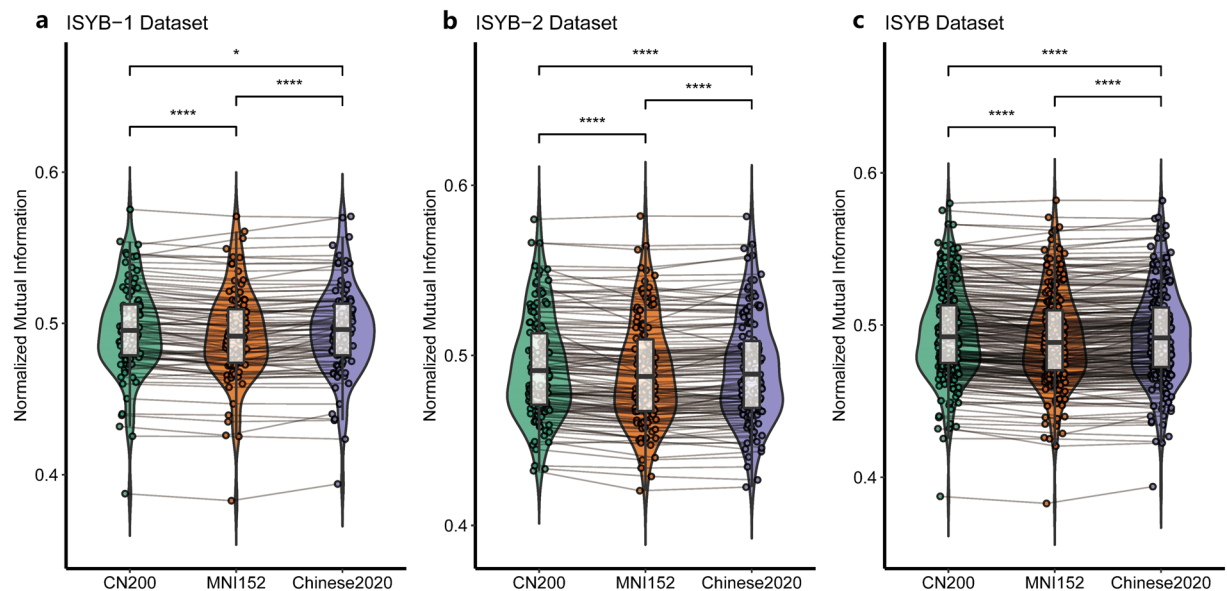 a ISYB−1 Dataset
*
****
****
Normalized Mutual Information
0.6
0.5
0.4
CN200 MNI152 Chinese2020
b ISYB−2 Dataset
****
****
****
Normalized Mutual Information
0.6
0.5
0.4
CN200 MNI152 Chinese2020
c ISYB Dataset
****
****
****
Normalized Mutual Information
0.6
0.5
0.4
CN200 MNI152 Chinese2020